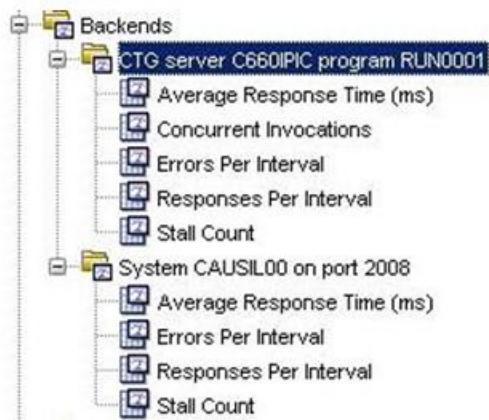 Backends
CTG server C660IPIC program RUN0001
Average Response Time (ms)
Concurrent Invocations
Errors Per Interval
Responses Per Interval
Stall Count
System CAUSIL00 on port 2008
Average Response Time (ms)
Errors Per Interval
Responses Per Interval
Stall Count